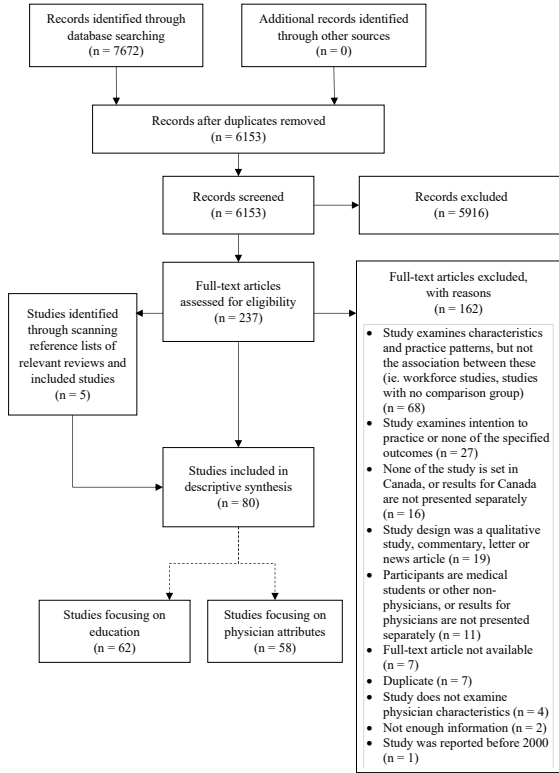 Records identified through
database searching
(n = 7672)
Additional records identified
through other sources
(n = 0)
Records after duplicates removed
(n = 6153)
Records screened
(n = 6153)
Records excluded
(n = 5916)
Full-text articles
assessed for eligibility
(n = 237)
Full-text articles excluded,
with reasons
(n = 162)
• Study examines characteristics
and practice patterns, but not
the association between these
(ie. workforce studies, studies
with no comparison group)
(n = 68)
• Study examines intention to
practice or none of the specified
outcomes (n = 27)
• None of the study is set in
Canada, or results for Canada
are not presented separately
(n = 16)
• Study design was a qualitative
study, commentary, letter or
news article (n = 19)
• Participants are medical
students or other non-
physicians, or results for
physicians are not presented
separately (n = 11)
• Full-text article not available
(n = 7)
• Duplicate (n = 7)
• Study does not examine
physician characteristics (n = 4)
• Not enough information (n = 2)
• Study was reported before 2000
(n = 1)
Studies identified
through scanning
reference lists of
relevant reviews and
included studies
(n = 5)
Studies included in
descriptive synthesis
(n = 80)
Studies focusing on
education
(n = 62)
Studies focusing on
physician attributes
(n = 58)